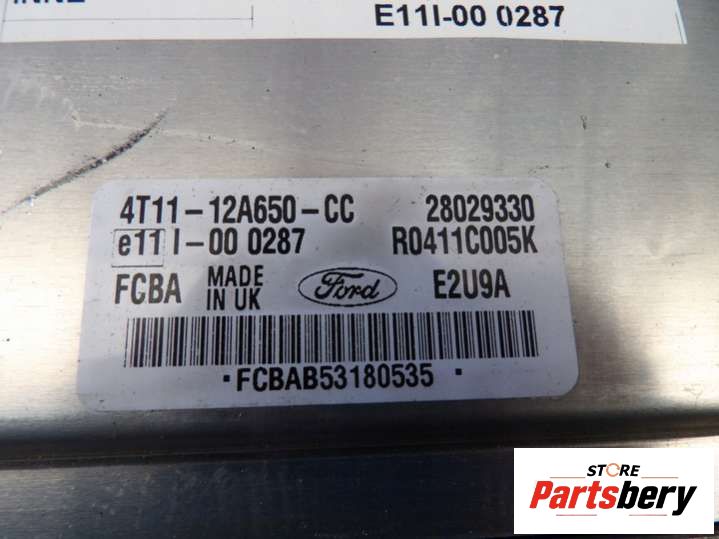 E11I-00 0287
4T11-12A650-CC 28029330
e11 I-00 0287 R0411C005K
FCBA MADE IN UK Ford E2U9A
·FCBAB53180535·
STORE
Partsbery